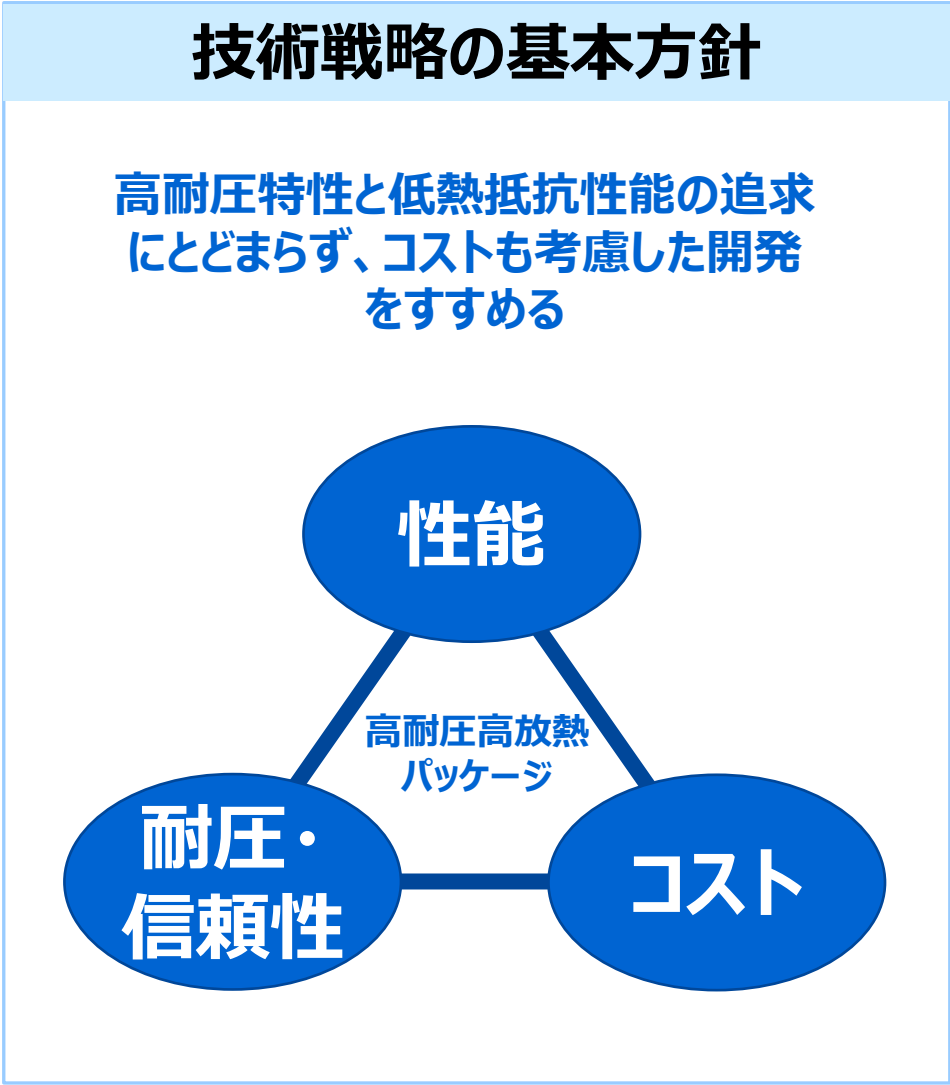 技術戦略の基本方針
高耐圧特性と低熱抵抗性能の追求
にとどまらず、コストも考慮した開発
をすすめる
性能
高耐圧高放熱
パッケージ
耐圧・
信頼性
コスト